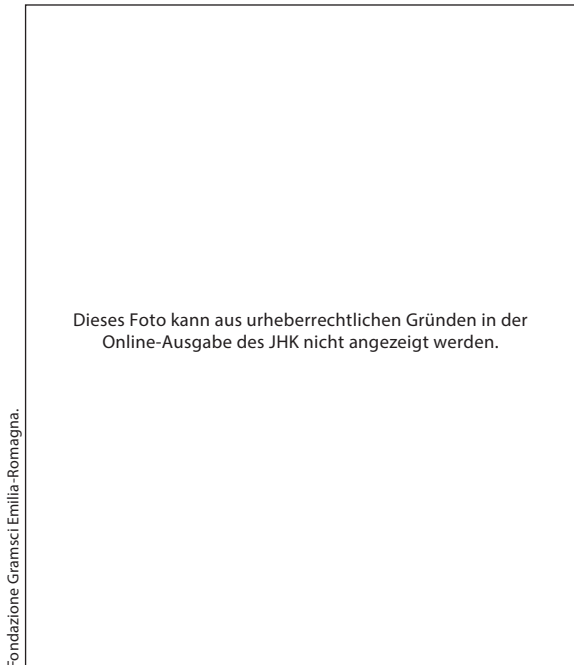 Dieses Foto kann aus urheberrechtlichen Gründen in der
Online-Ausgabe des JHK nicht angezeigt werden.
Fondazione Gramsci Emilia-Romagna.